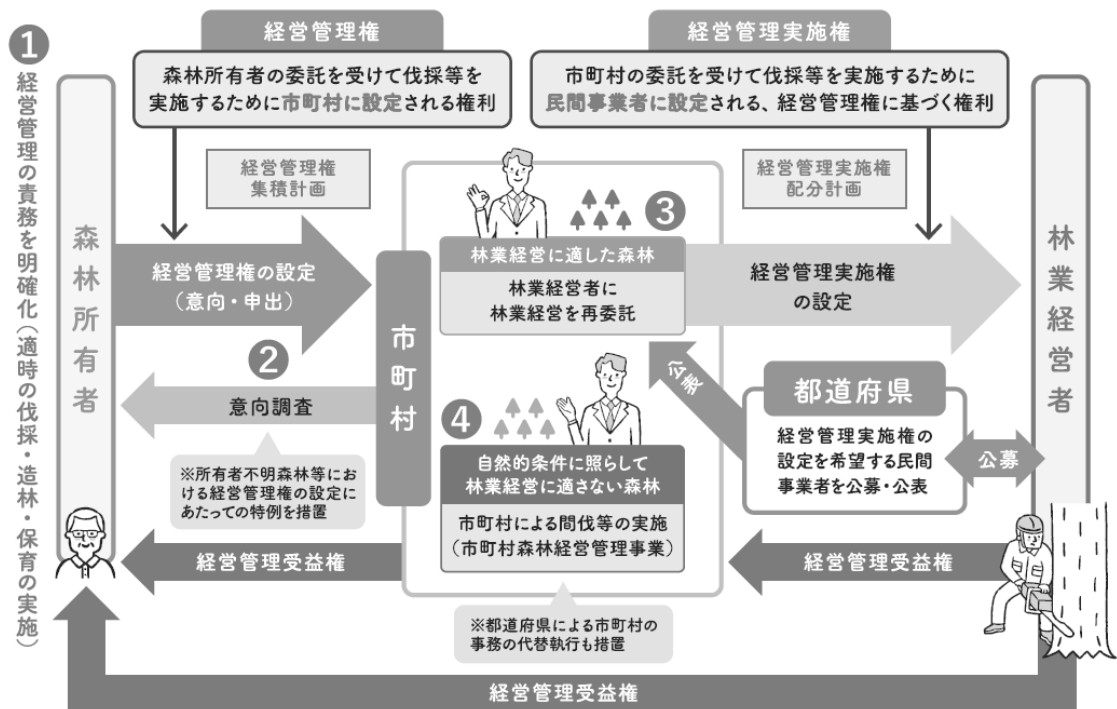 経営管理権
森林所有者の委託を受けて伐採等を
実施するために市町村に設定される権利
経営管理実施権
市町村の委託を受けて伐採等を実施するために
民間事業者に設定される、経営管理権に基づく権利
1
経営管理の責務を明確化（適時の伐採・造林・保育の実施）
森林所有者
経営管理権
集積計画
経営管理権の設定
（意向・申出）
2
意向調査
※所有者不明森林等にお
ける経営管理権の設定に
あたっての特例を措置
経営管理受益権
市町村
3
林業経営に適した森林
林業経営者に
林業経営を再委託
4
自然的条件に照らして
林業経営に適さない森林
市町村による間伐等の実施
（市町村森林経営管理事業）
※都道府県による市町村の
事務の代替執行も措置
経営管理実施権
配分計画
経営管理実施権
の設定
公表
都道府県
経営管理実施権の
設定を希望する民間
事業者を公募・公表
公募
経営管理受益権
林業経営者
経営管理受益権